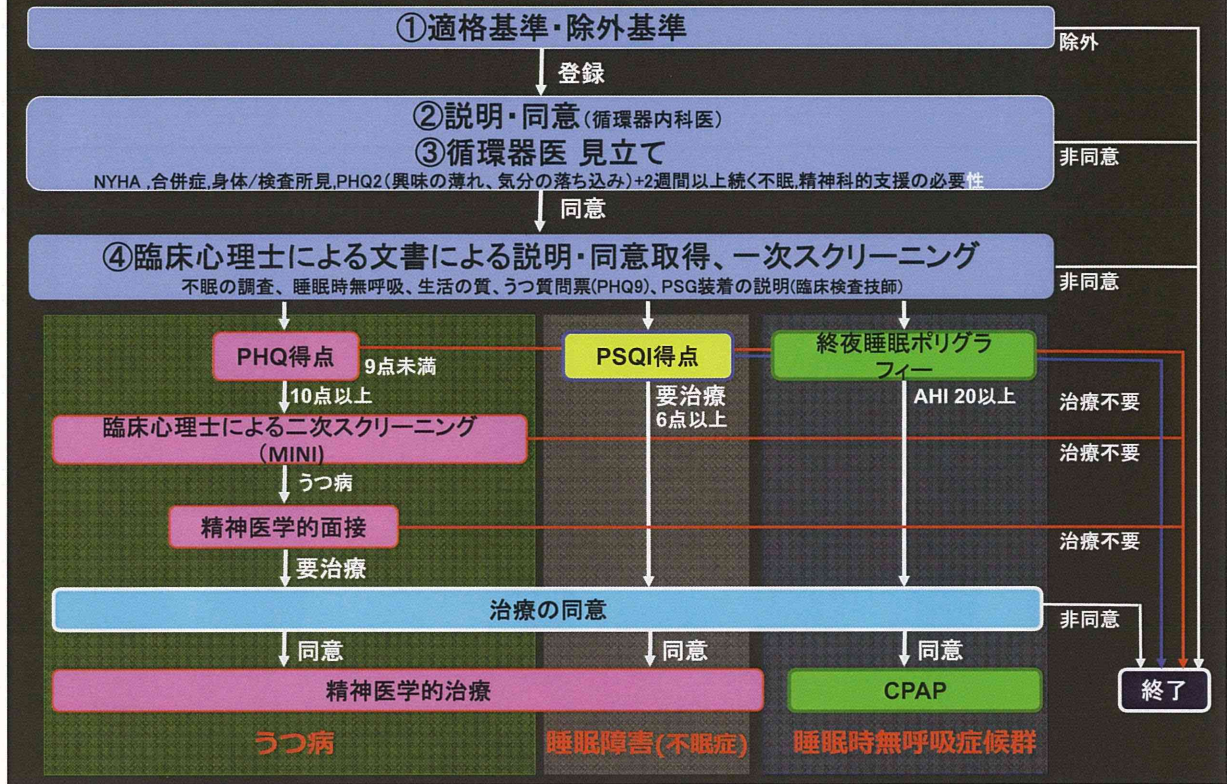 ①適格基準・除外基準
除外
登録
②説明・同意(循環器内科医)
③循環器医 見立て
NYHA ,合併症,身体/検査所見,PHQ2(興味の薄れ、気分の落ち込み)+2週間以上続く不眠,精神科的支援の必要性
非同意
同意
④臨床心理士による文書による説明・同意取得、一次スクリーニング
不眠の調査、睡眠時無呼吸、生活の質、うつ質問票(PHQ9)、PSG装着の説明(臨床検査技師)
非同意
PHQ得点
9点未満
PSQI得点
終夜睡眠ポリグラ
フィー
10点以上
要治療
6点以上
AHI 20以上
治療不要
臨床心理士による二次スクリーニング
(MINI)
治療不要
うつ病
精神医学的面接
治療不要
要治療
治療の同意
非同意
同意
同意
同意
精神医学的治療
CPAP
終了
うつ病
睡眠障害(不眠症)
睡眠時無呼吸症候群